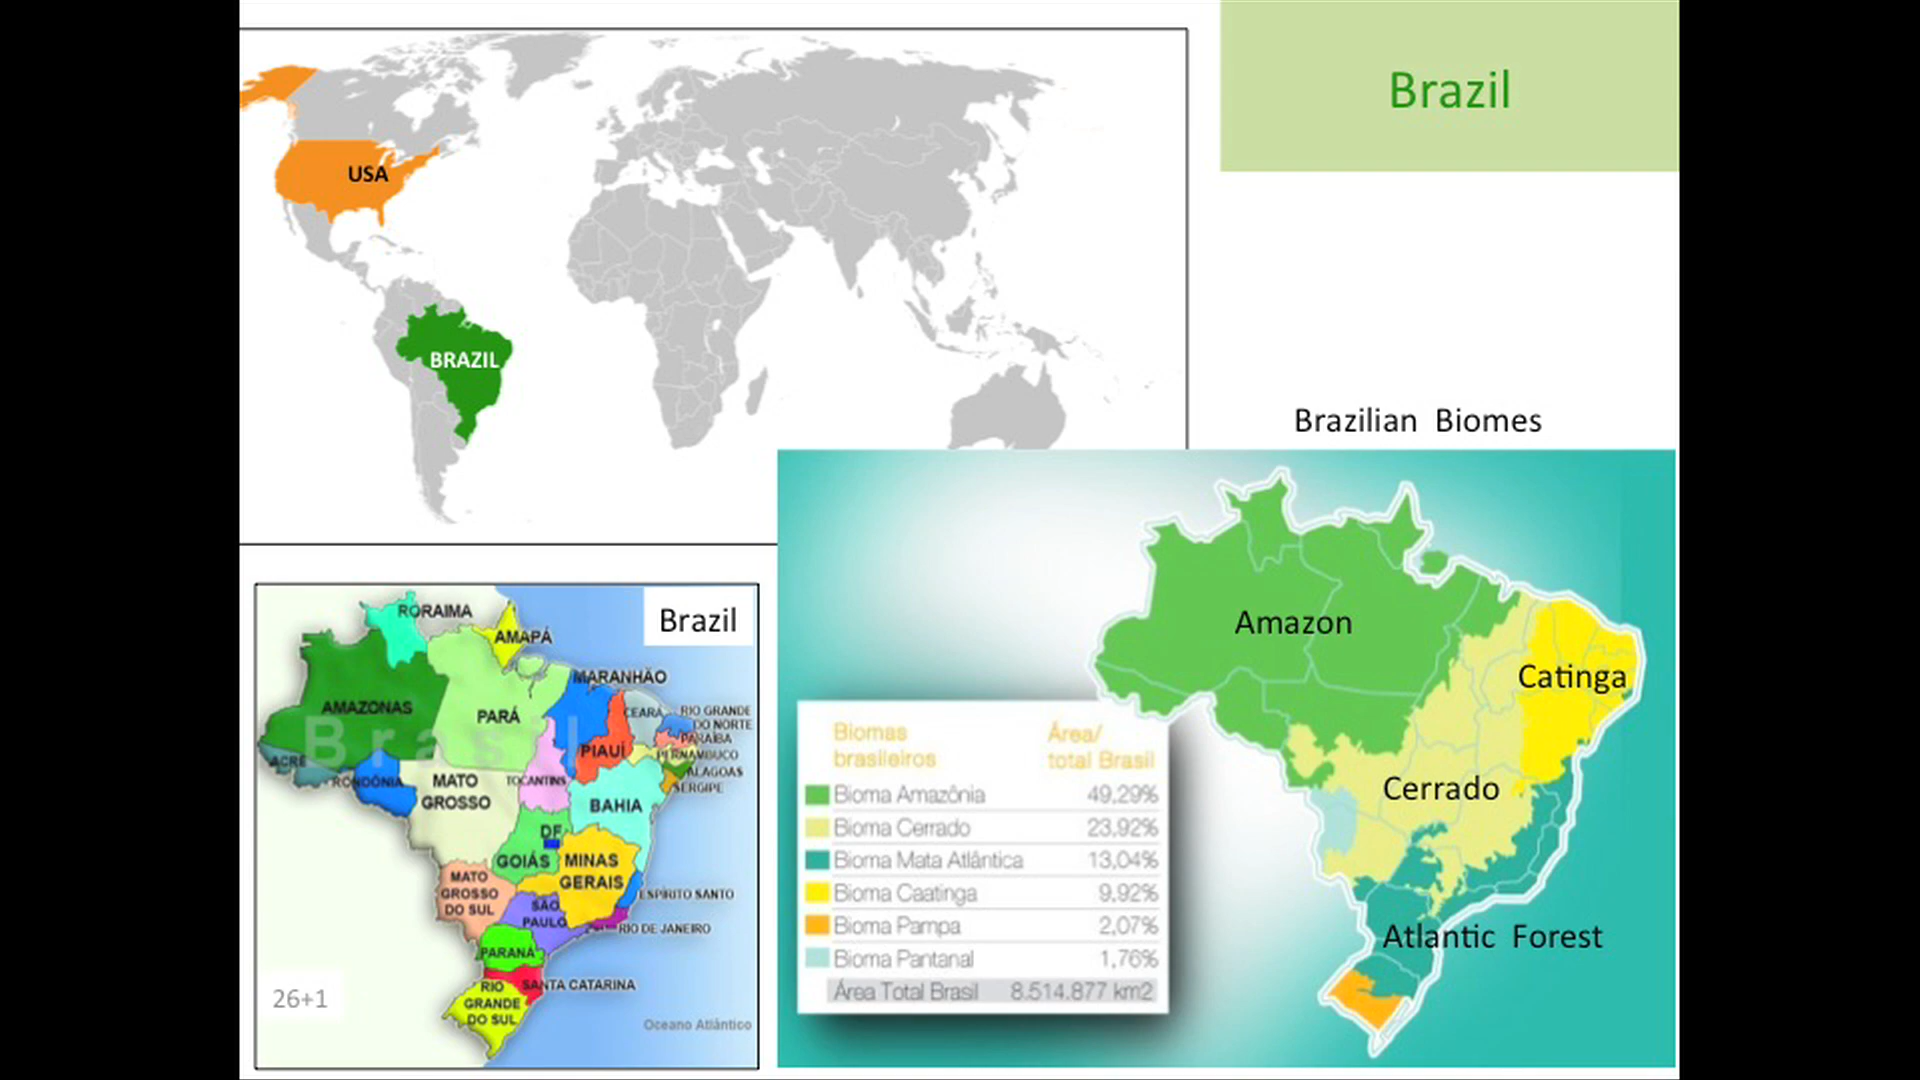 Brazil
USA
BRAZIL
Brazilian Biomes
Brazil
RORAIMA
AMAPÁ
AMAZONAS
PARÁ
MARANHÃO
CEARÁ
RIO GRANDE
DO NORTE
PARAÍBA
PERNAMBUCO
ALAGOAS
SERGIPE
PIAUÍ
ACRE
RONDÔNIA
MATO
GROSSO
TOCANTINS
BAHIA
DF
GOIÁS
MINAS
GERAIS
MATO
GROSSO
DO SUL
ESPÍRITO SANTO
SÃO
PAULO
RIO DE JANEIRO
PARANÁ
SANTA CATARINA
RIO
GRANDE
DO SUL
Brasil
26+1
Oceano Atlântico
Amazon
Catinga
Cerrado
Atlantic Forest
Biomas
brasileiros
Área/
total Brasil
Bioma Amazônia 49,29%
Bioma Cerrado 23,92%
Bioma Mata Atlântica 13,04%
Bioma Caatinga 9,92%
Bioma Pampa 2,07%
Bioma Pantanal 1,76%
Área Total Brasil 8.514.877 km2